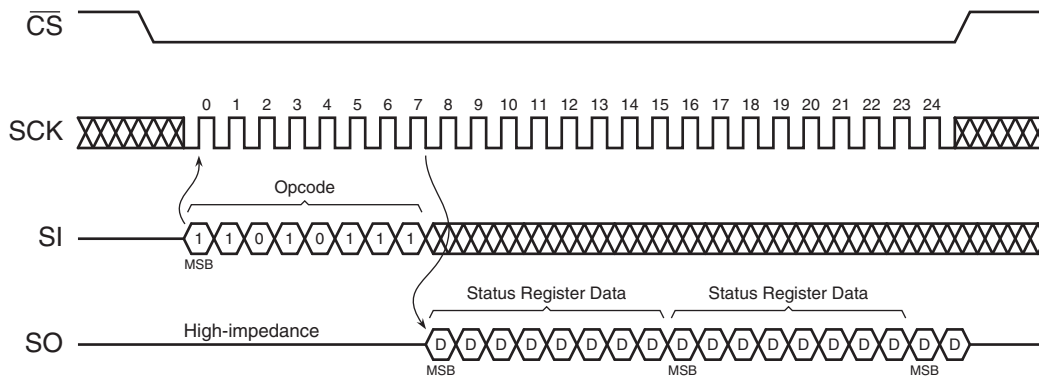 CS
SCK
0 1 2 3 4 5 6 7 8 9 10 11 12 13 14 15 16 17 18 19 20 21 22 23 24
Opcode
SI
1 1 0 1 0 1 1 1
MSB
Status Register Data Status Register Data
SO
High-impedance
D D D D D D D D D D D D D D D D D D
MSB MSB MSB